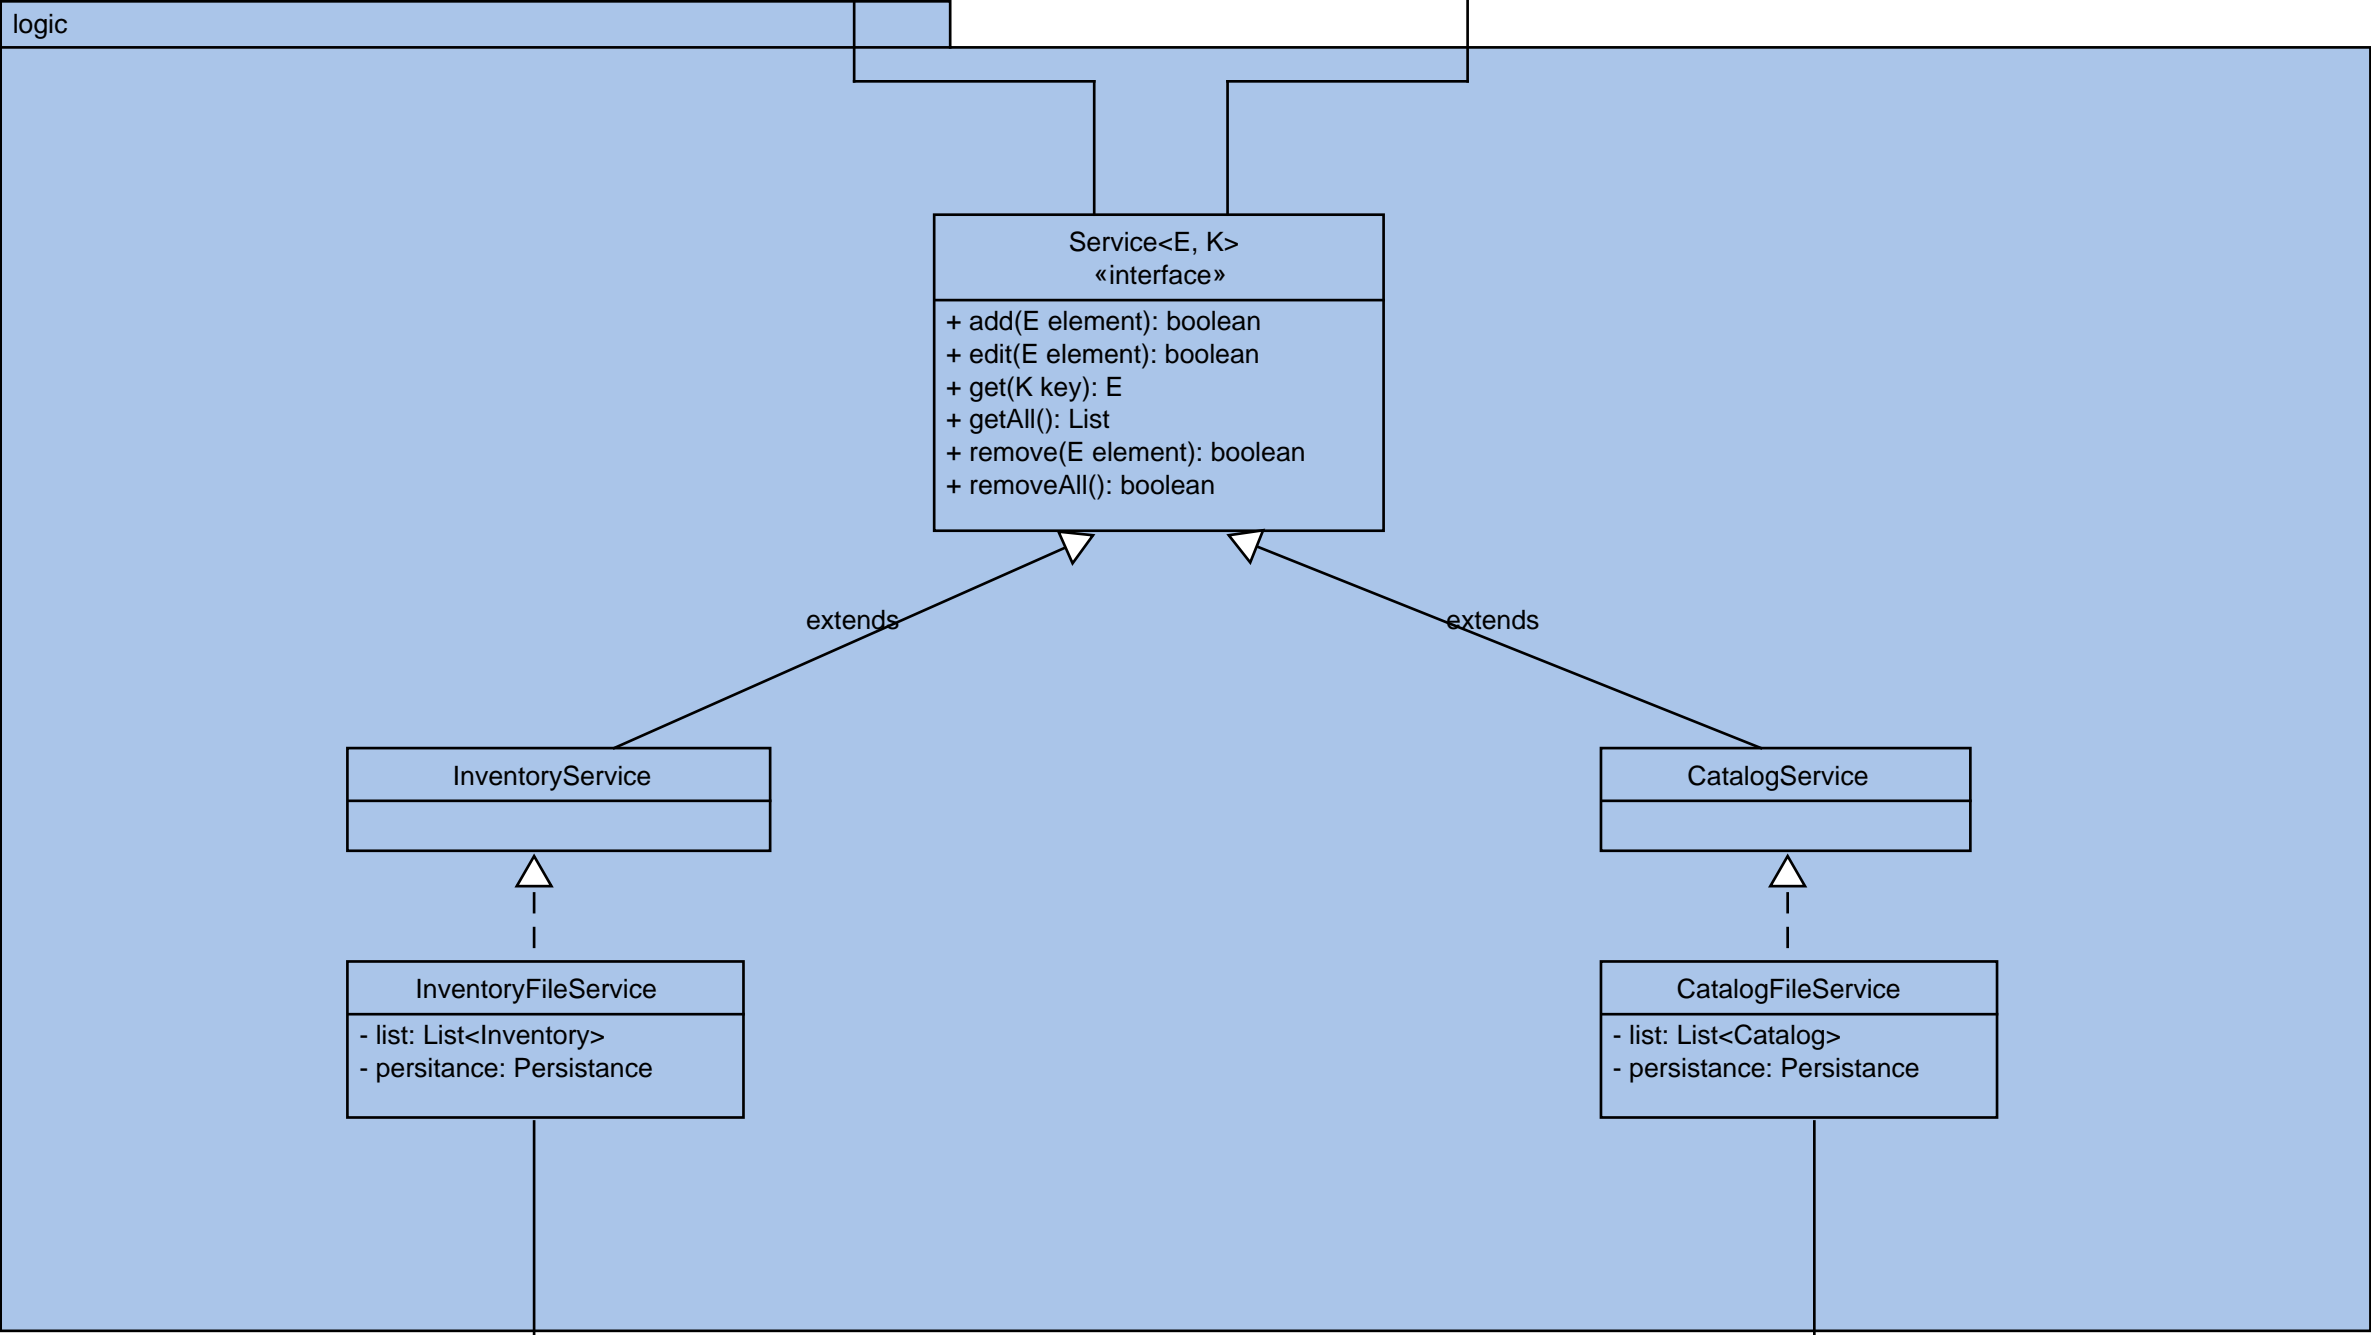 logic
Service<E, K>
«interface»
+ add(E element): boolean
+ edit(E element): boolean
+ get(K key): E
+ getAll(): List
+ remove(E element): boolean
+ removeAll(): boolean
extends
extends
InventoryService
CatalogService
InventoryFileService
- list: List<Inventory>
- persitance: Persistance
CatalogFileService
- list: List<Catalog>
- persistance: Persistance